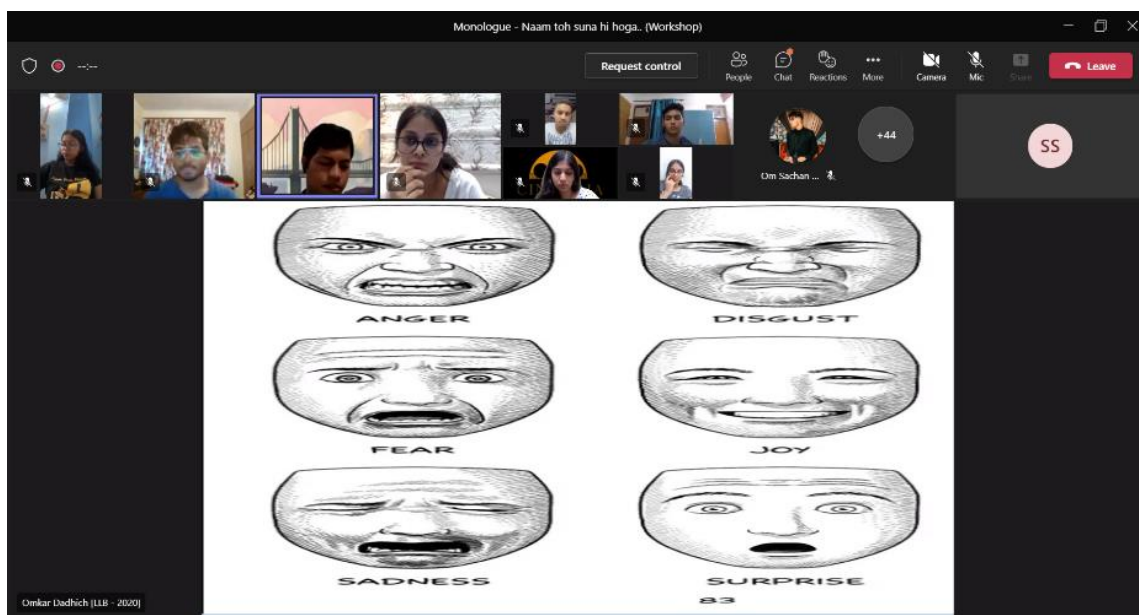 Monologue - Naam toh suna hi hoga.. (Workshop)
--:--
Request control
People
Chat
Reactions
More
Camera
Mic
Share
Leave
Om Sachan ...
+44
SS
ANGER
DISGUST
FEAR
JOY
SADNESS
SURPRISE
83
Omkar Dadhich [LLB - 2020]